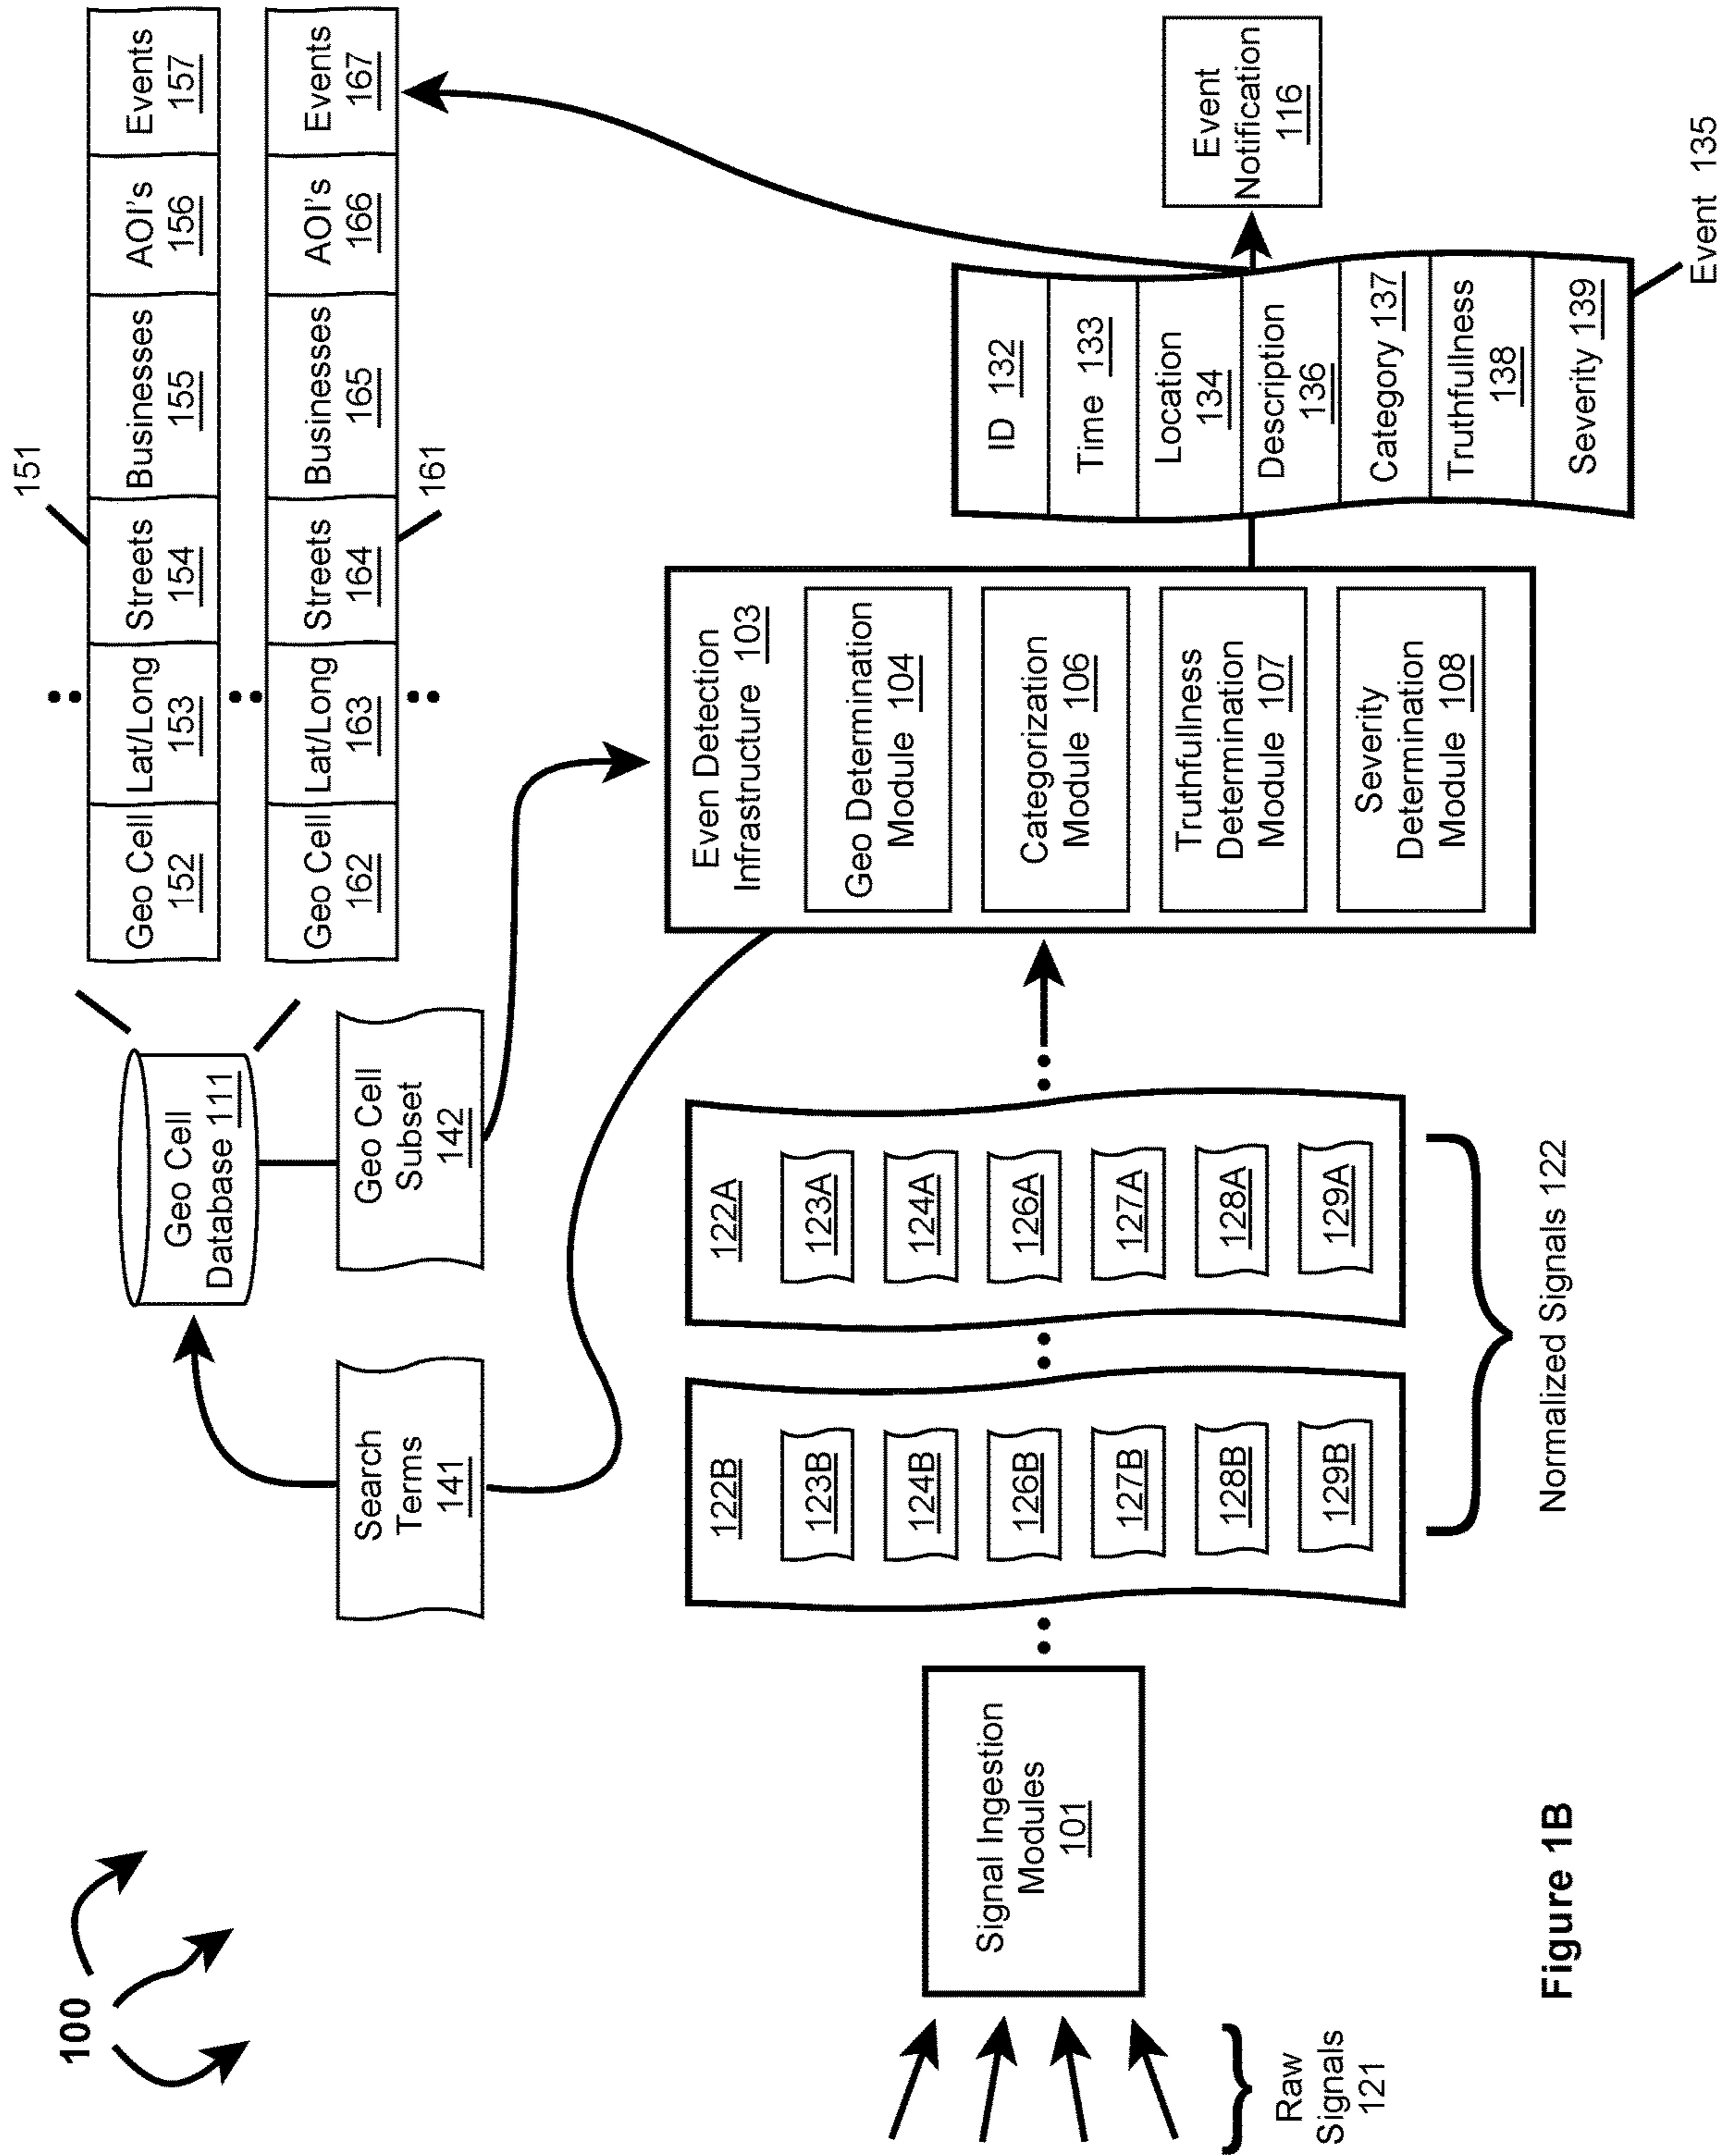 100
151
Geo Cell
152
Lat/Long
153
Streets
154
Businesses
155
AOI's
156
Events
157
Geo Cell
162
Lat/Long
163
Streets
164
Businesses
165
AOI's
166
Events
167
161
Geo Cell
Database 111
Search
Terms
141
Geo Cell
Subset
142
Even Detection
Infrastructure 103
Geo Determination
Module 104
Categorization
Module 106
Truthfullness
Determination
Module 107
Severity
Determination
Module 108
Raw
Signals
121
Signal Ingestion
Modules
101
122B
123B
124B
126B
127B
128B
129B
122A
123A
124A
126A
127A
128A
129A
Normalized Signals 122
ID 132
Time 133
Location
134
Description
136
Category 137
Truthfullness
138
Severity 139
Event 135
Event
Notification
116
Figure 1B